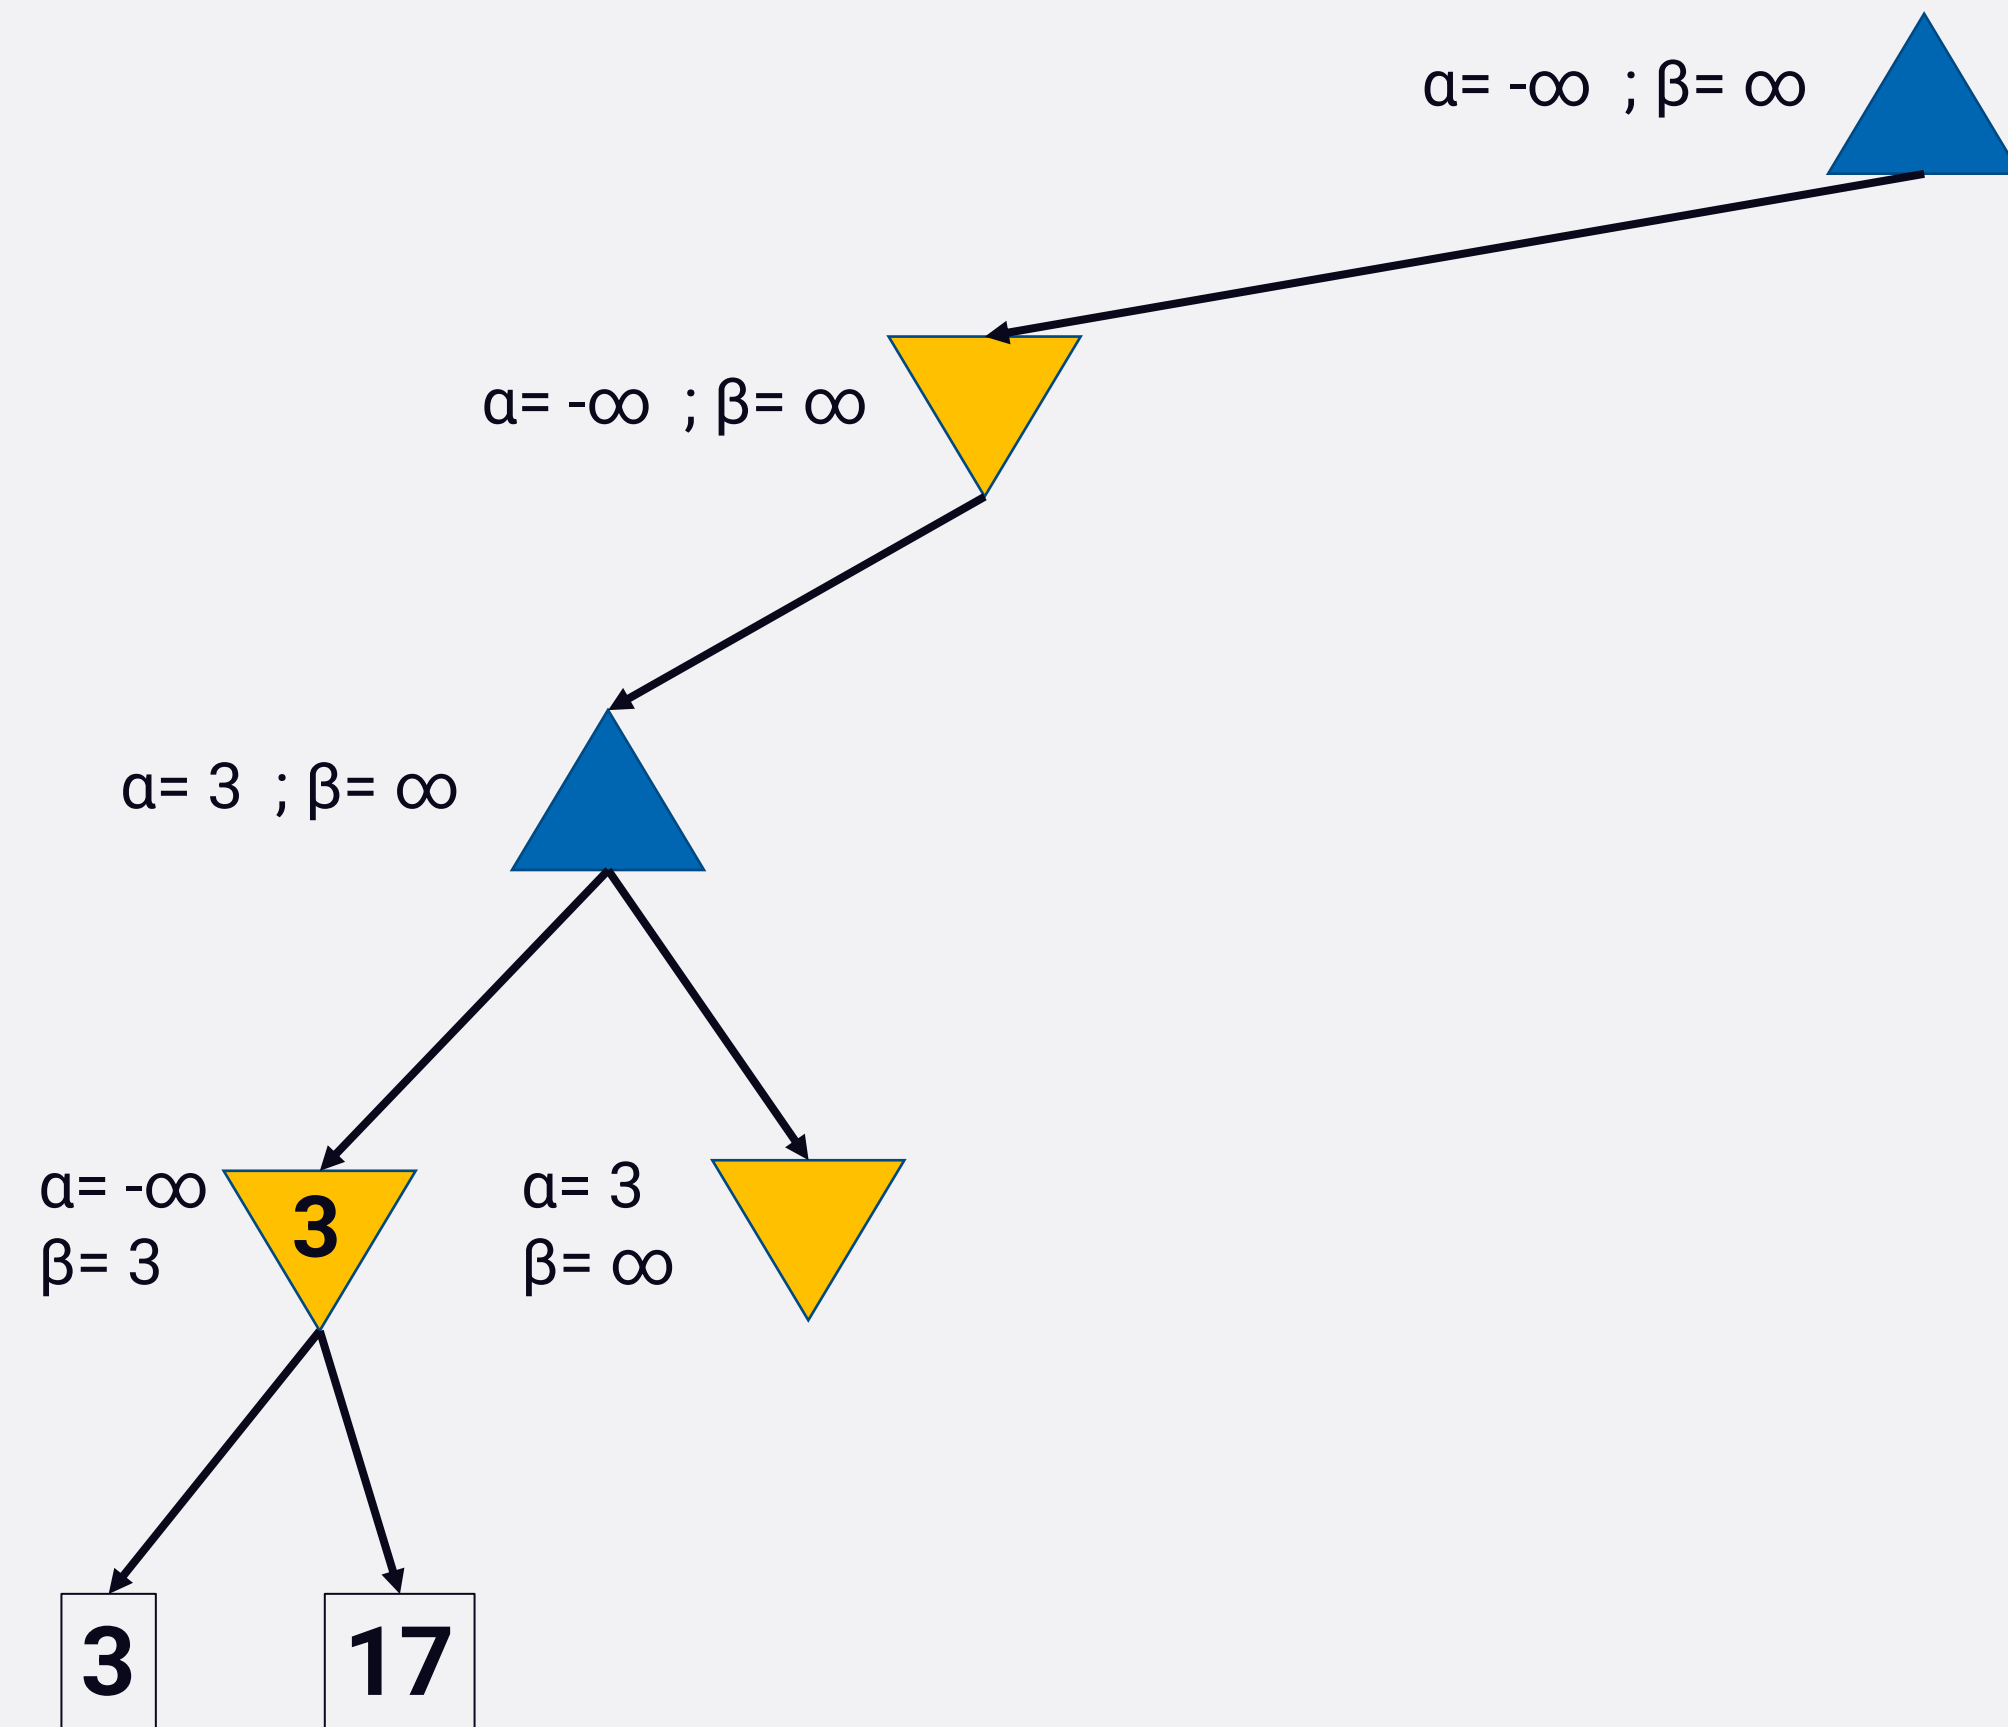 α= -∞ ; β= ∞
α= -∞ ; β= ∞
α= 3 ; β= ∞
α= -∞
β= 3
3
α= 3
β= ∞
3
17